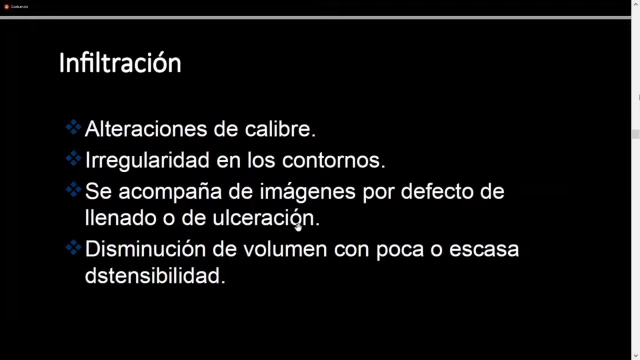 Infiltración
Alteraciones de calibre.
Irregularidad en los contornos.
Se acompaña de imágenes por defecto de
llenado o de ulceración.
Disminución de volumen con poca o escasa
dstensibilidad.